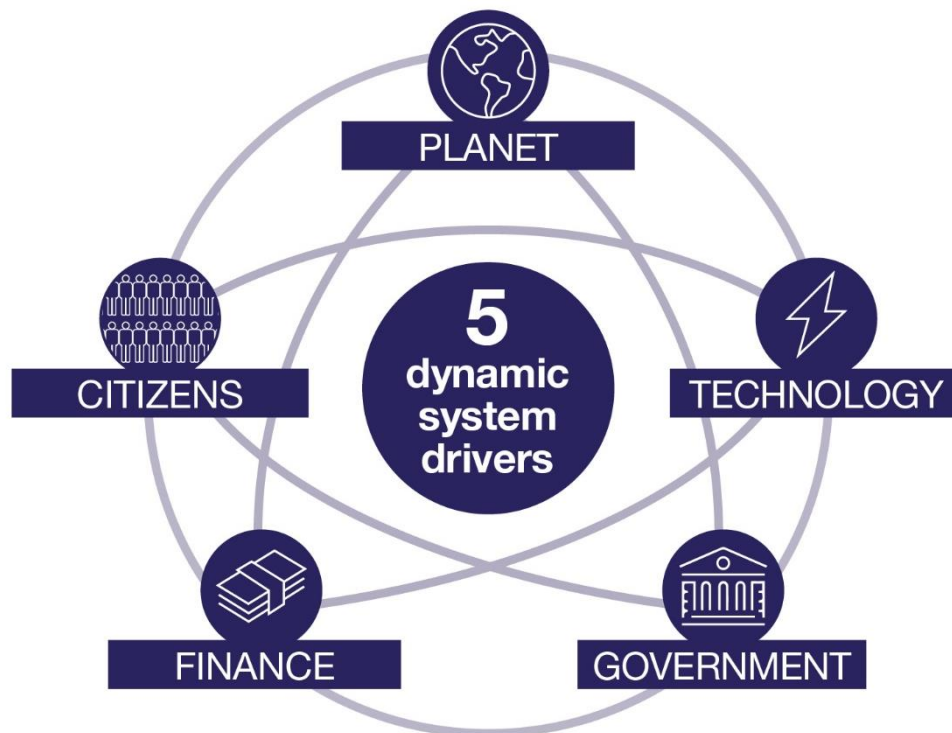 PLANET
CITIZENS
5
dynamic
system
drivers
TECHNOLOGY
FINANCE
GOVERNMENT